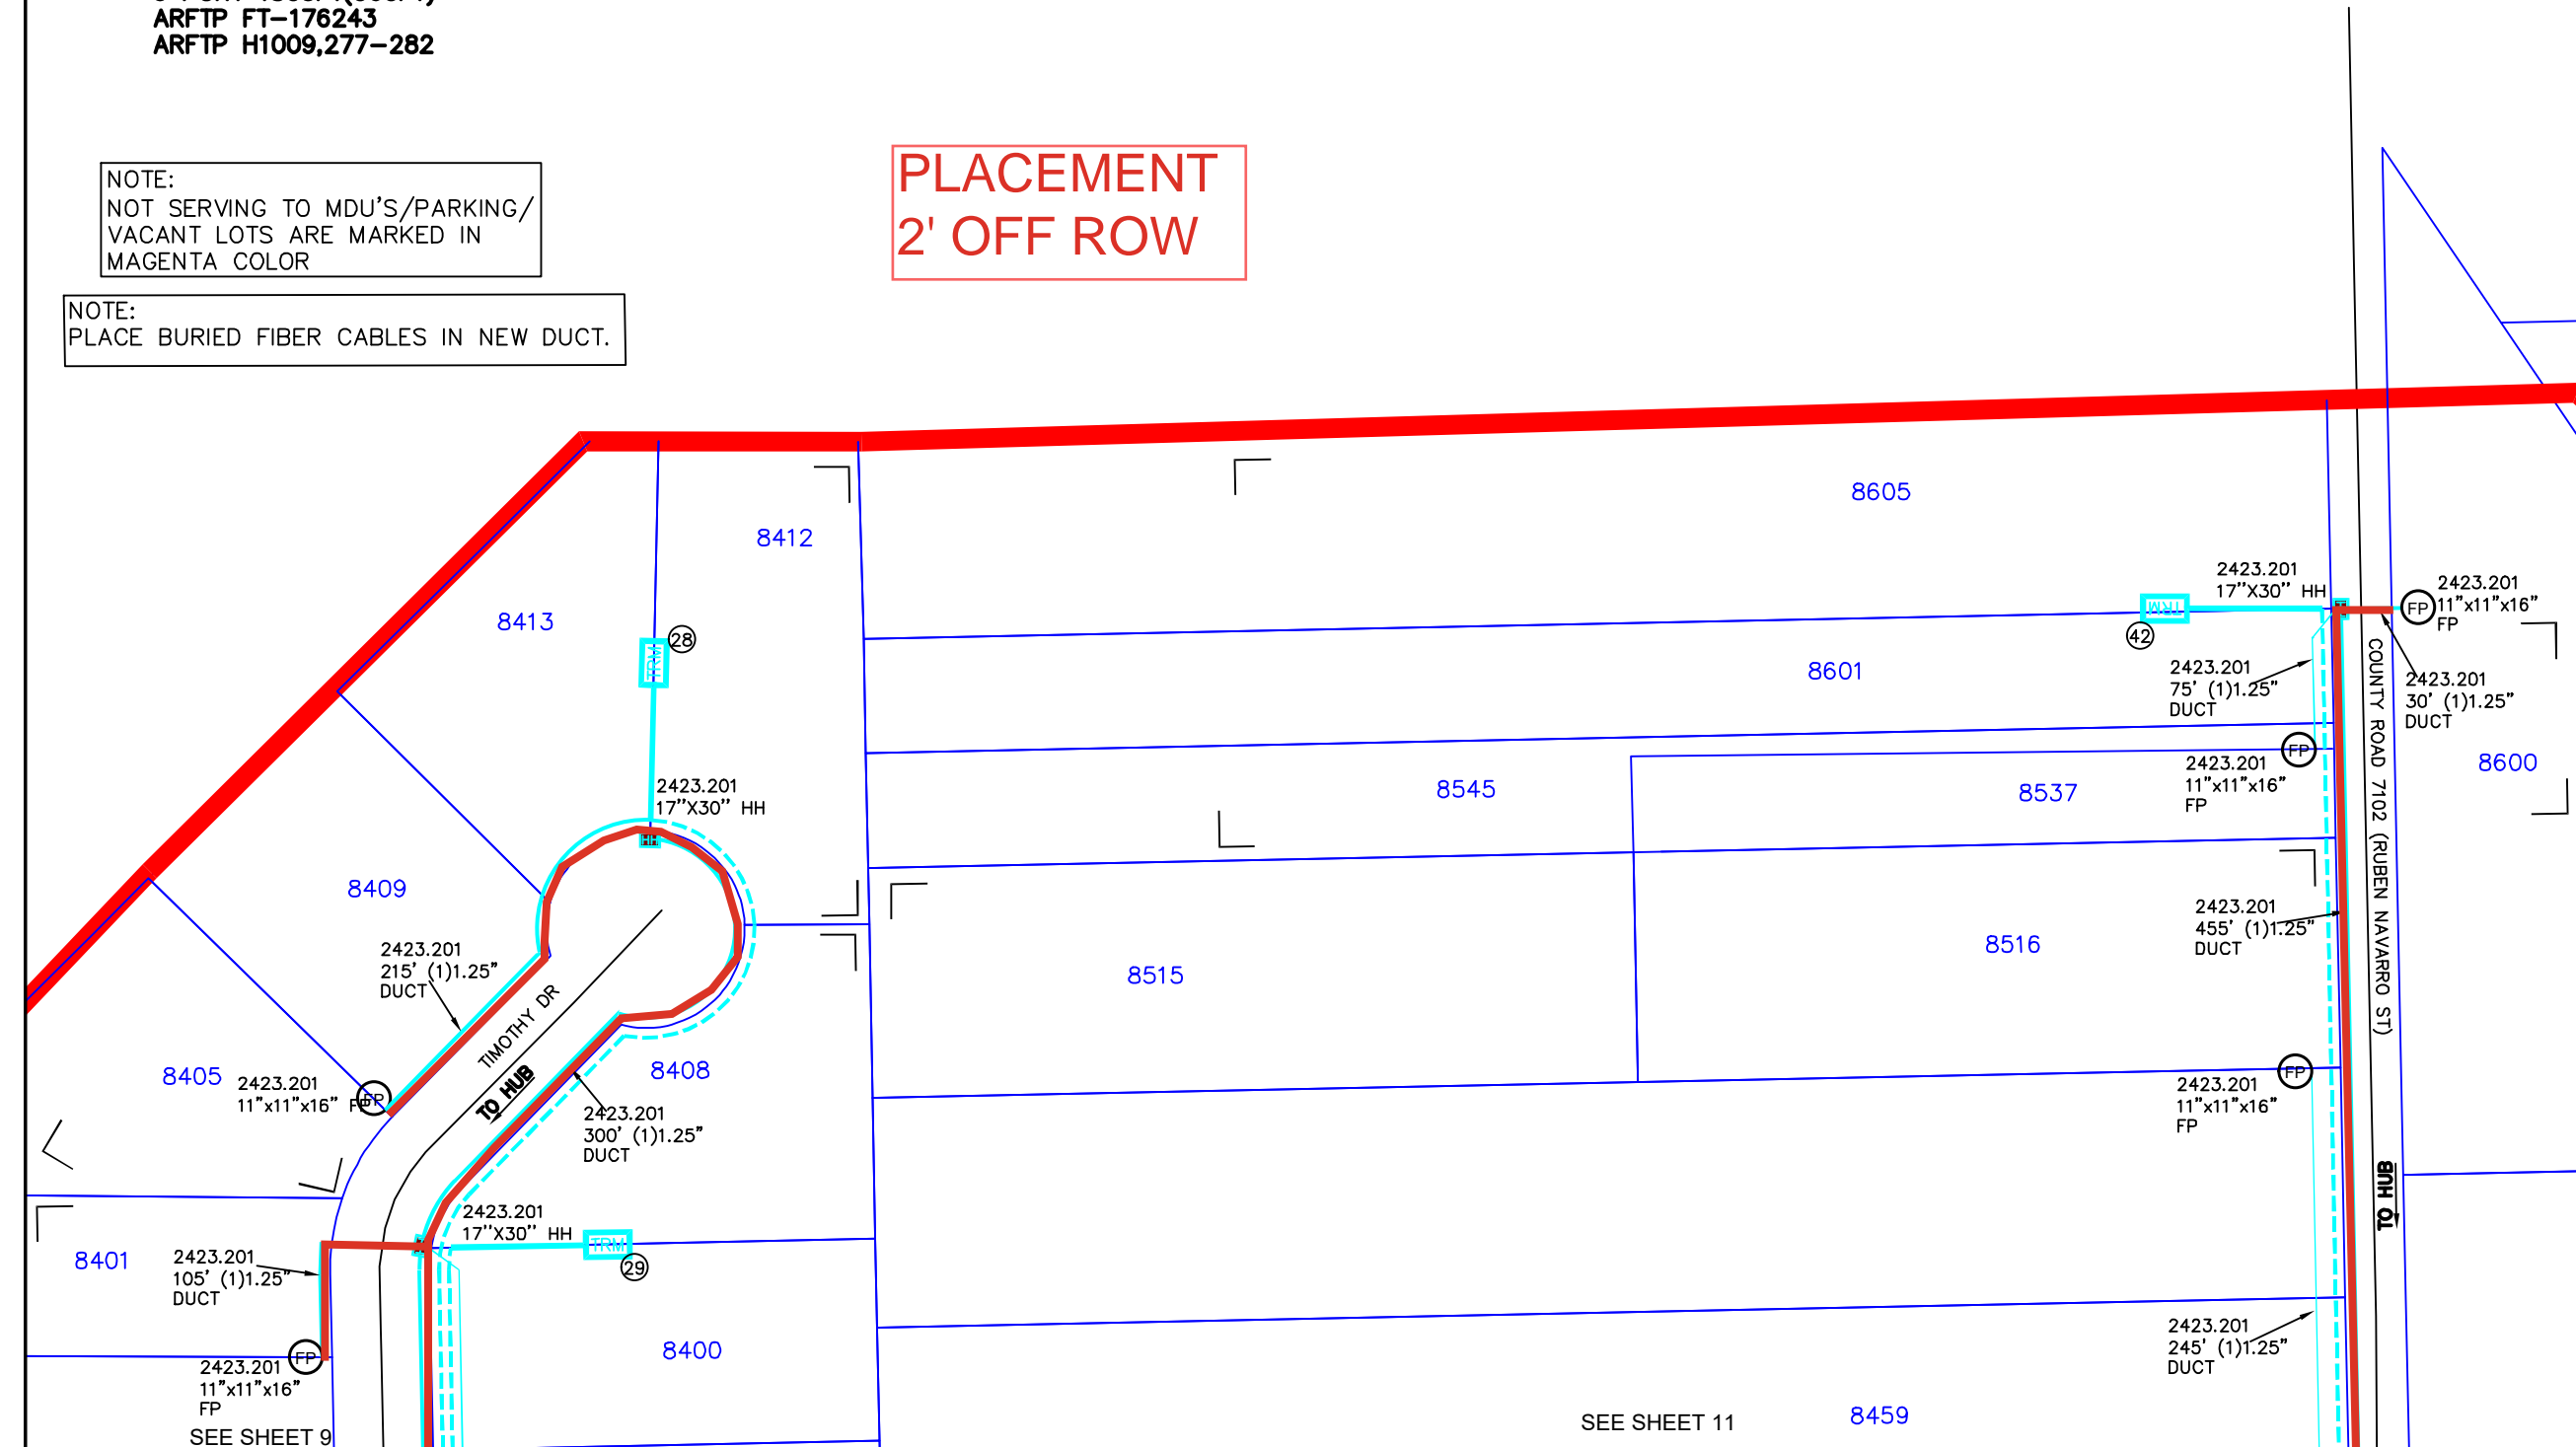 ARFTP FT-176243
ARFTP H1009,277-282
NOTE:
NOT SERVING TO MDU'S/PARKING/
VACANT LOTS ARE MARKED IN
MAGENTA COLOR
NOTE:
PLACE BURIED FIBER CABLES IN NEW DUCT.
PLACEMENT
2' OFF ROW
8605
8412
8413
TRM
28
2423.201
17"X30" HH
2423.201
17"X30" HH
TRM
42
FP
2423.201
11"x11"x16"
FP
8601
2423.201
75' (1)1.25"
DUCT
2423.201
30' (1)1.25"
DUCT
COUNTY ROAD 7102 (RUBEN NAVARRO ST)
8600
FP
2423.201
11"x11"x16"
FP
8545
8537
8409
2423.201
215' (1)1.25"
DUCT
TIMOTHY DR
TO HUB
8515
8516
2423.201
455' (1)1.25"
DUCT
8405
2423.201
11"x11"x16" FP
FP
8408
2423.201
300' (1)1.25"
DUCT
FP
2423.201
11"x11"x16"
FP
TO HUB
2423.201
17"X30" HH
TRM
29
8401
2423.201
105' (1)1.25"
DUCT
FP
2423.201
11"x11"x16"
FP
SEE SHEET 9
8400
2423.201
245' (1)1.25"
DUCT
SEE SHEET 11
8459